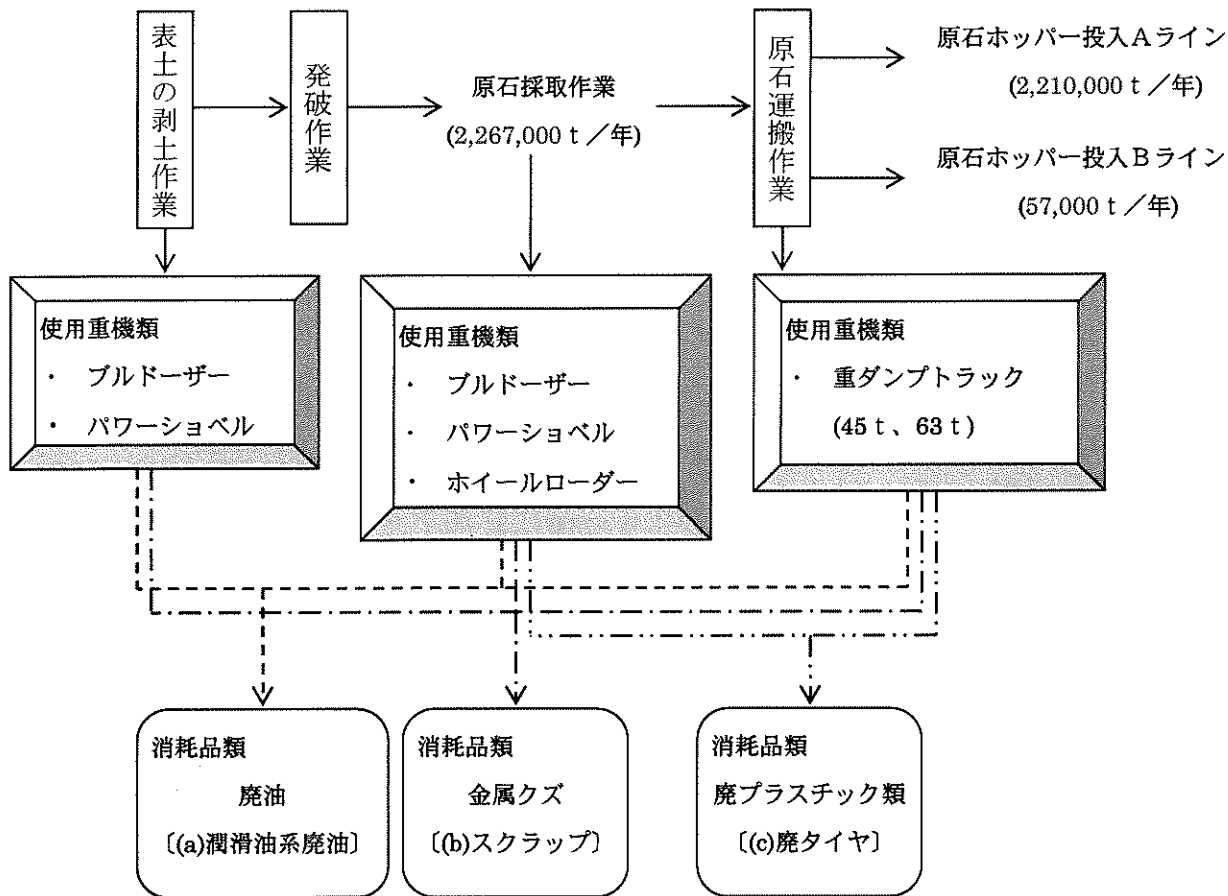 表土の剥土作業
発破作業
原石採取作業
(2,267,000ｔ／年)
原石運搬作業
原石ホッパー投入Ａライン
(2,210,000ｔ／年)
原石ホッパー投入Ｂライン
(57,000ｔ／年)
使用重機類
・ ブルドーザー
・ パワーショベル
使用重機類
・ ブルドーザー
・ パワーショベル
・ ホイールローダー
使用重機類
・ 重ダンプトラック
(45ｔ、63ｔ)
消耗品類
廃油
〔(a)潤滑油系廃油〕
消耗品類
金属クズ
〔(b)スクラップ〕
消耗品類
廃プラスチック類
〔(c)廃タイヤ〕